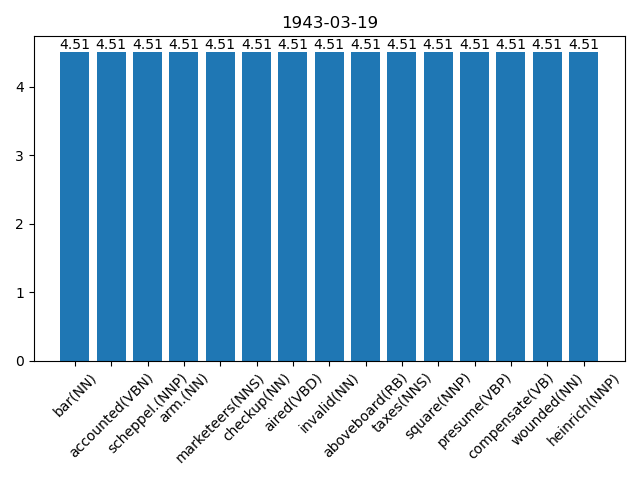 1943-03-19
4.51 4.51 4.51 4.51 4.51 4.51 4.51 4.51 4.51 4.51 4.51 4.51 4.51 4.51 4.51
4
3
2
1
0
bar(NN)
accounted(VBN)
scheppel.(NNP)
arm.(NN)
marketeers(NNS)
checkup(NN)
aired(VBD)
invalid(NN)
aboveboard(RB)
taxes(NNS)
square(NNP)
presume(VBP)
compensate(VB)
wounded(NN)
heinrich(NNP)